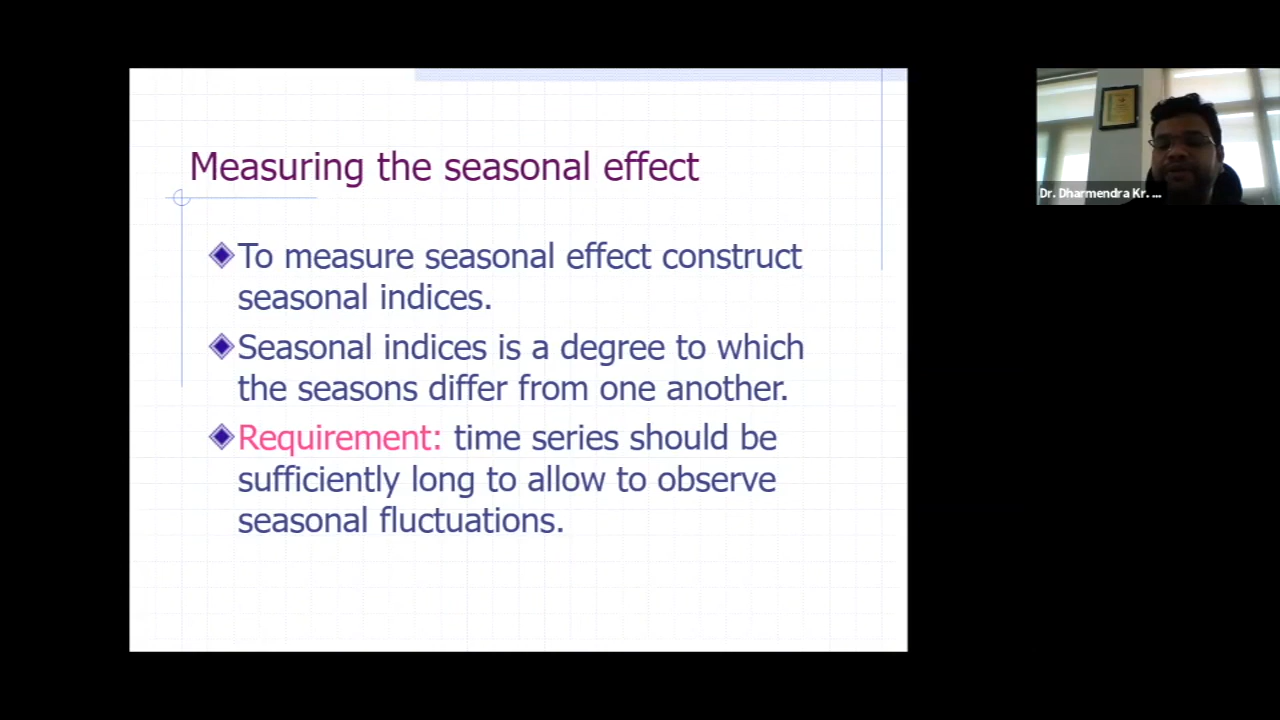 Measuring the seasonal effect
To measure seasonal effect construct
seasonal indices.
Seasonal indices is a degree to which
the seasons differ from one another.
Requirement: time series should be
sufficiently long to allow to observe
seasonal fluctuations.
Dr. Dharmendra Kr. ...